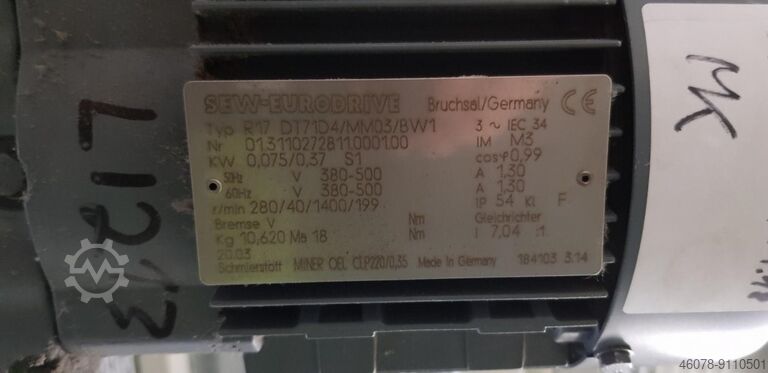 SEW-EURODRIVE Bruchsal/Germany CE
Typ R17 DT71D4/MM03/BW1 3 ~ IEC 34
Nr 01.3110272811.0001.00 IM M3
KW 0,075/0,37 S1 cosφ 0,99
50Hz V 380-500 A 1,30
60Hz V 380-500 A 1,30
r/min 280/40/1400/199 IP 54 Kl F
Bremse V Nm Gleichrichter
Kg 10,620 Ma 18 Nm i 7,04 :1
20.03
Schmierstoff MINER OEL CLP220/0,35 Made in Germany 184103 3.14
MK
46078-9110501